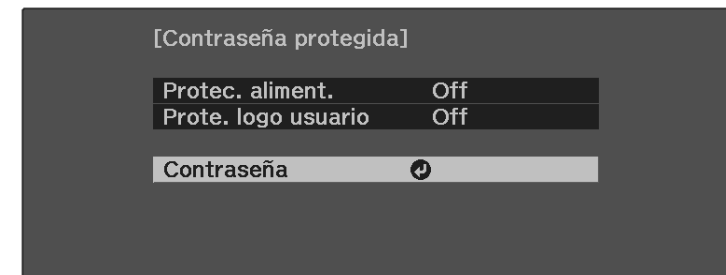 [Contraseña protegida]
Protec. aliment. Off
Prote. logo usuario Off
Contraseña